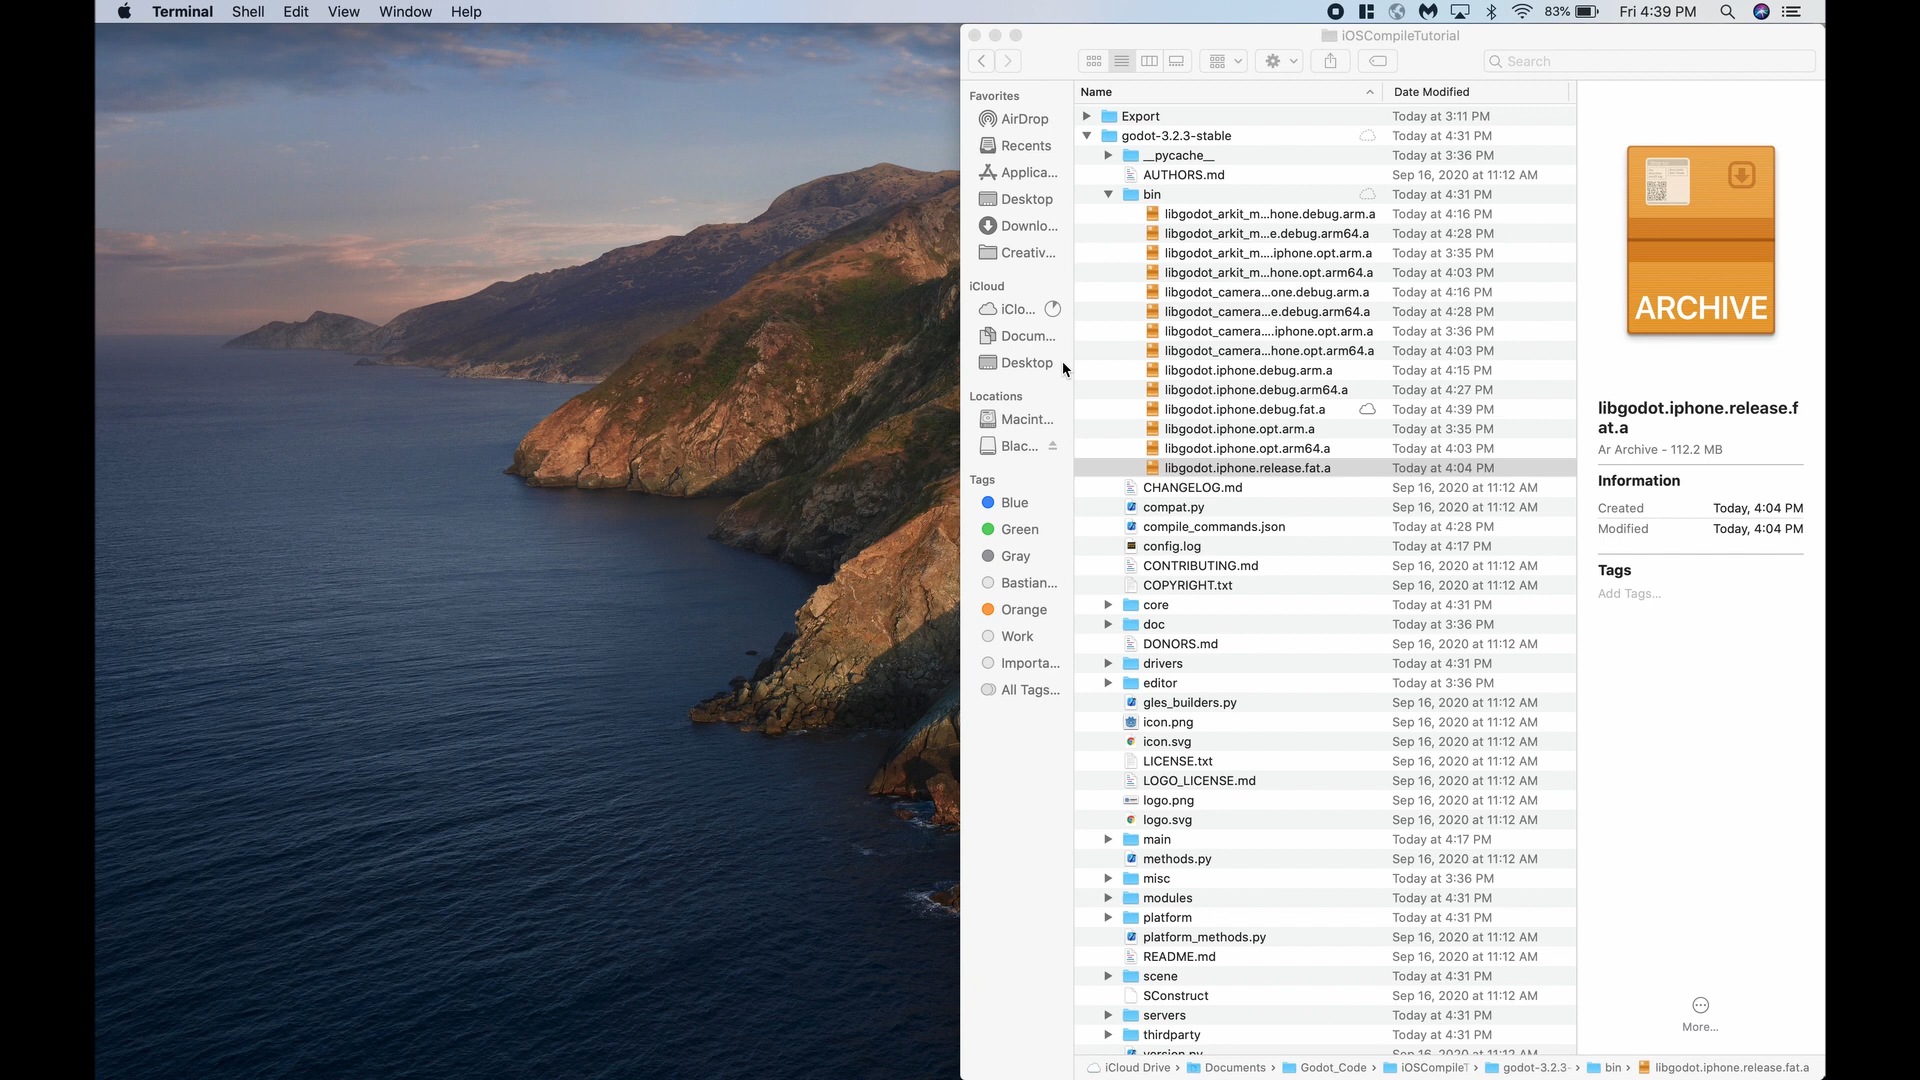 Terminal Shell Edit View Window Help
83% Fri 4:39 PM
iOSCompileTutorial
Search
Name Date Modified
Favorites
AirDrop
Recents
Applica...
Desktop
Downlo...
Creativ...
iCloud
iClo...
Docum...
Desktop
Locations
Macint...
Blac...
Tags
Blue
Green
Gray
Bastian...
Orange
Work
Importa...
All Tags...
Export Today at 3:11 PM
godot-3.2.3-stable Today at 4:31 PM
__pycache__ Today at 3:36 PM
AUTHORS.md Sep 16, 2020 at 11:12 AM
bin Today at 4:31 PM
libgodot_arkit_m...hone.debug.arm.a Today at 4:16 PM
libgodot_arkit_m...e.debug.arm64.a Today at 4:28 PM
libgodot_arkit_m....iphone.opt.arm.a Today at 3:35 PM
libgodot_arkit_m...hone.opt.arm64.a Today at 4:03 PM
libgodot_camera...one.debug.arm.a Today at 4:16 PM
libgodot_camera...e.debug.arm64.a Today at 4:28 PM
libgodot_camera....iphone.opt.arm.a Today at 3:36 PM
libgodot_camera...hone.opt.arm64.a Today at 4:03 PM
libgodot.iphone.debug.arm.a Today at 4:15 PM
libgodot.iphone.debug.arm64.a Today at 4:27 PM
libgodot.iphone.debug.fat.a Today at 4:39 PM
libgodot.iphone.opt.arm.a Today at 3:35 PM
libgodot.iphone.opt.arm64.a Today at 4:03 PM
libgodot.iphone.release.fat.a Today at 4:04 PM
CHANGELOG.md Sep 16, 2020 at 11:12 AM
compat.py Sep 16, 2020 at 11:12 AM
compile_commands.json Today at 4:28 PM
config.log Today at 4:17 PM
CONTRIBUTING.md Sep 16, 2020 at 11:12 AM
COPYRIGHT.txt Sep 16, 2020 at 11:12 AM
core Today at 4:31 PM
doc Today at 3:36 PM
DONORS.md Sep 16, 2020 at 11:12 AM
drivers Today at 4:31 PM
editor Today at 3:36 PM
gles_builders.py Sep 16, 2020 at 11:12 AM
icon.png Sep 16, 2020 at 11:12 AM
icon.svg Sep 16, 2020 at 11:12 AM
LICENSE.txt Sep 16, 2020 at 11:12 AM
LOGO_LICENSE.md Sep 16, 2020 at 11:12 AM
logo.png Sep 16, 2020 at 11:12 AM
logo.svg Sep 16, 2020 at 11:12 AM
main Today at 4:17 PM
methods.py Sep 16, 2020 at 11:12 AM
misc Today at 3:36 PM
modules Today at 4:31 PM
platform Today at 4:31 PM
platform_methods.py Sep 16, 2020 at 11:12 AM
README.md Sep 16, 2020 at 11:12 AM
scene Today at 4:31 PM
SConstruct Sep 16, 2020 at 11:12 AM
servers Today at 4:31 PM
thirdparty Today at 4:31 PM
version.py Sep 16, 2020 at 11:12 AM
ARCHIVE
libgodot.iphone.release.f
at.a
Ar Archive - 112.2 MB
Information
Created Today, 4:04 PM
Modified Today, 4:04 PM
Tags
Add Tags...
More...
iCloud Drive › Documents › Godot_Code › iOSCompileT › godot-3.2.3- › bin › libgodot.iphone.release.fat.a